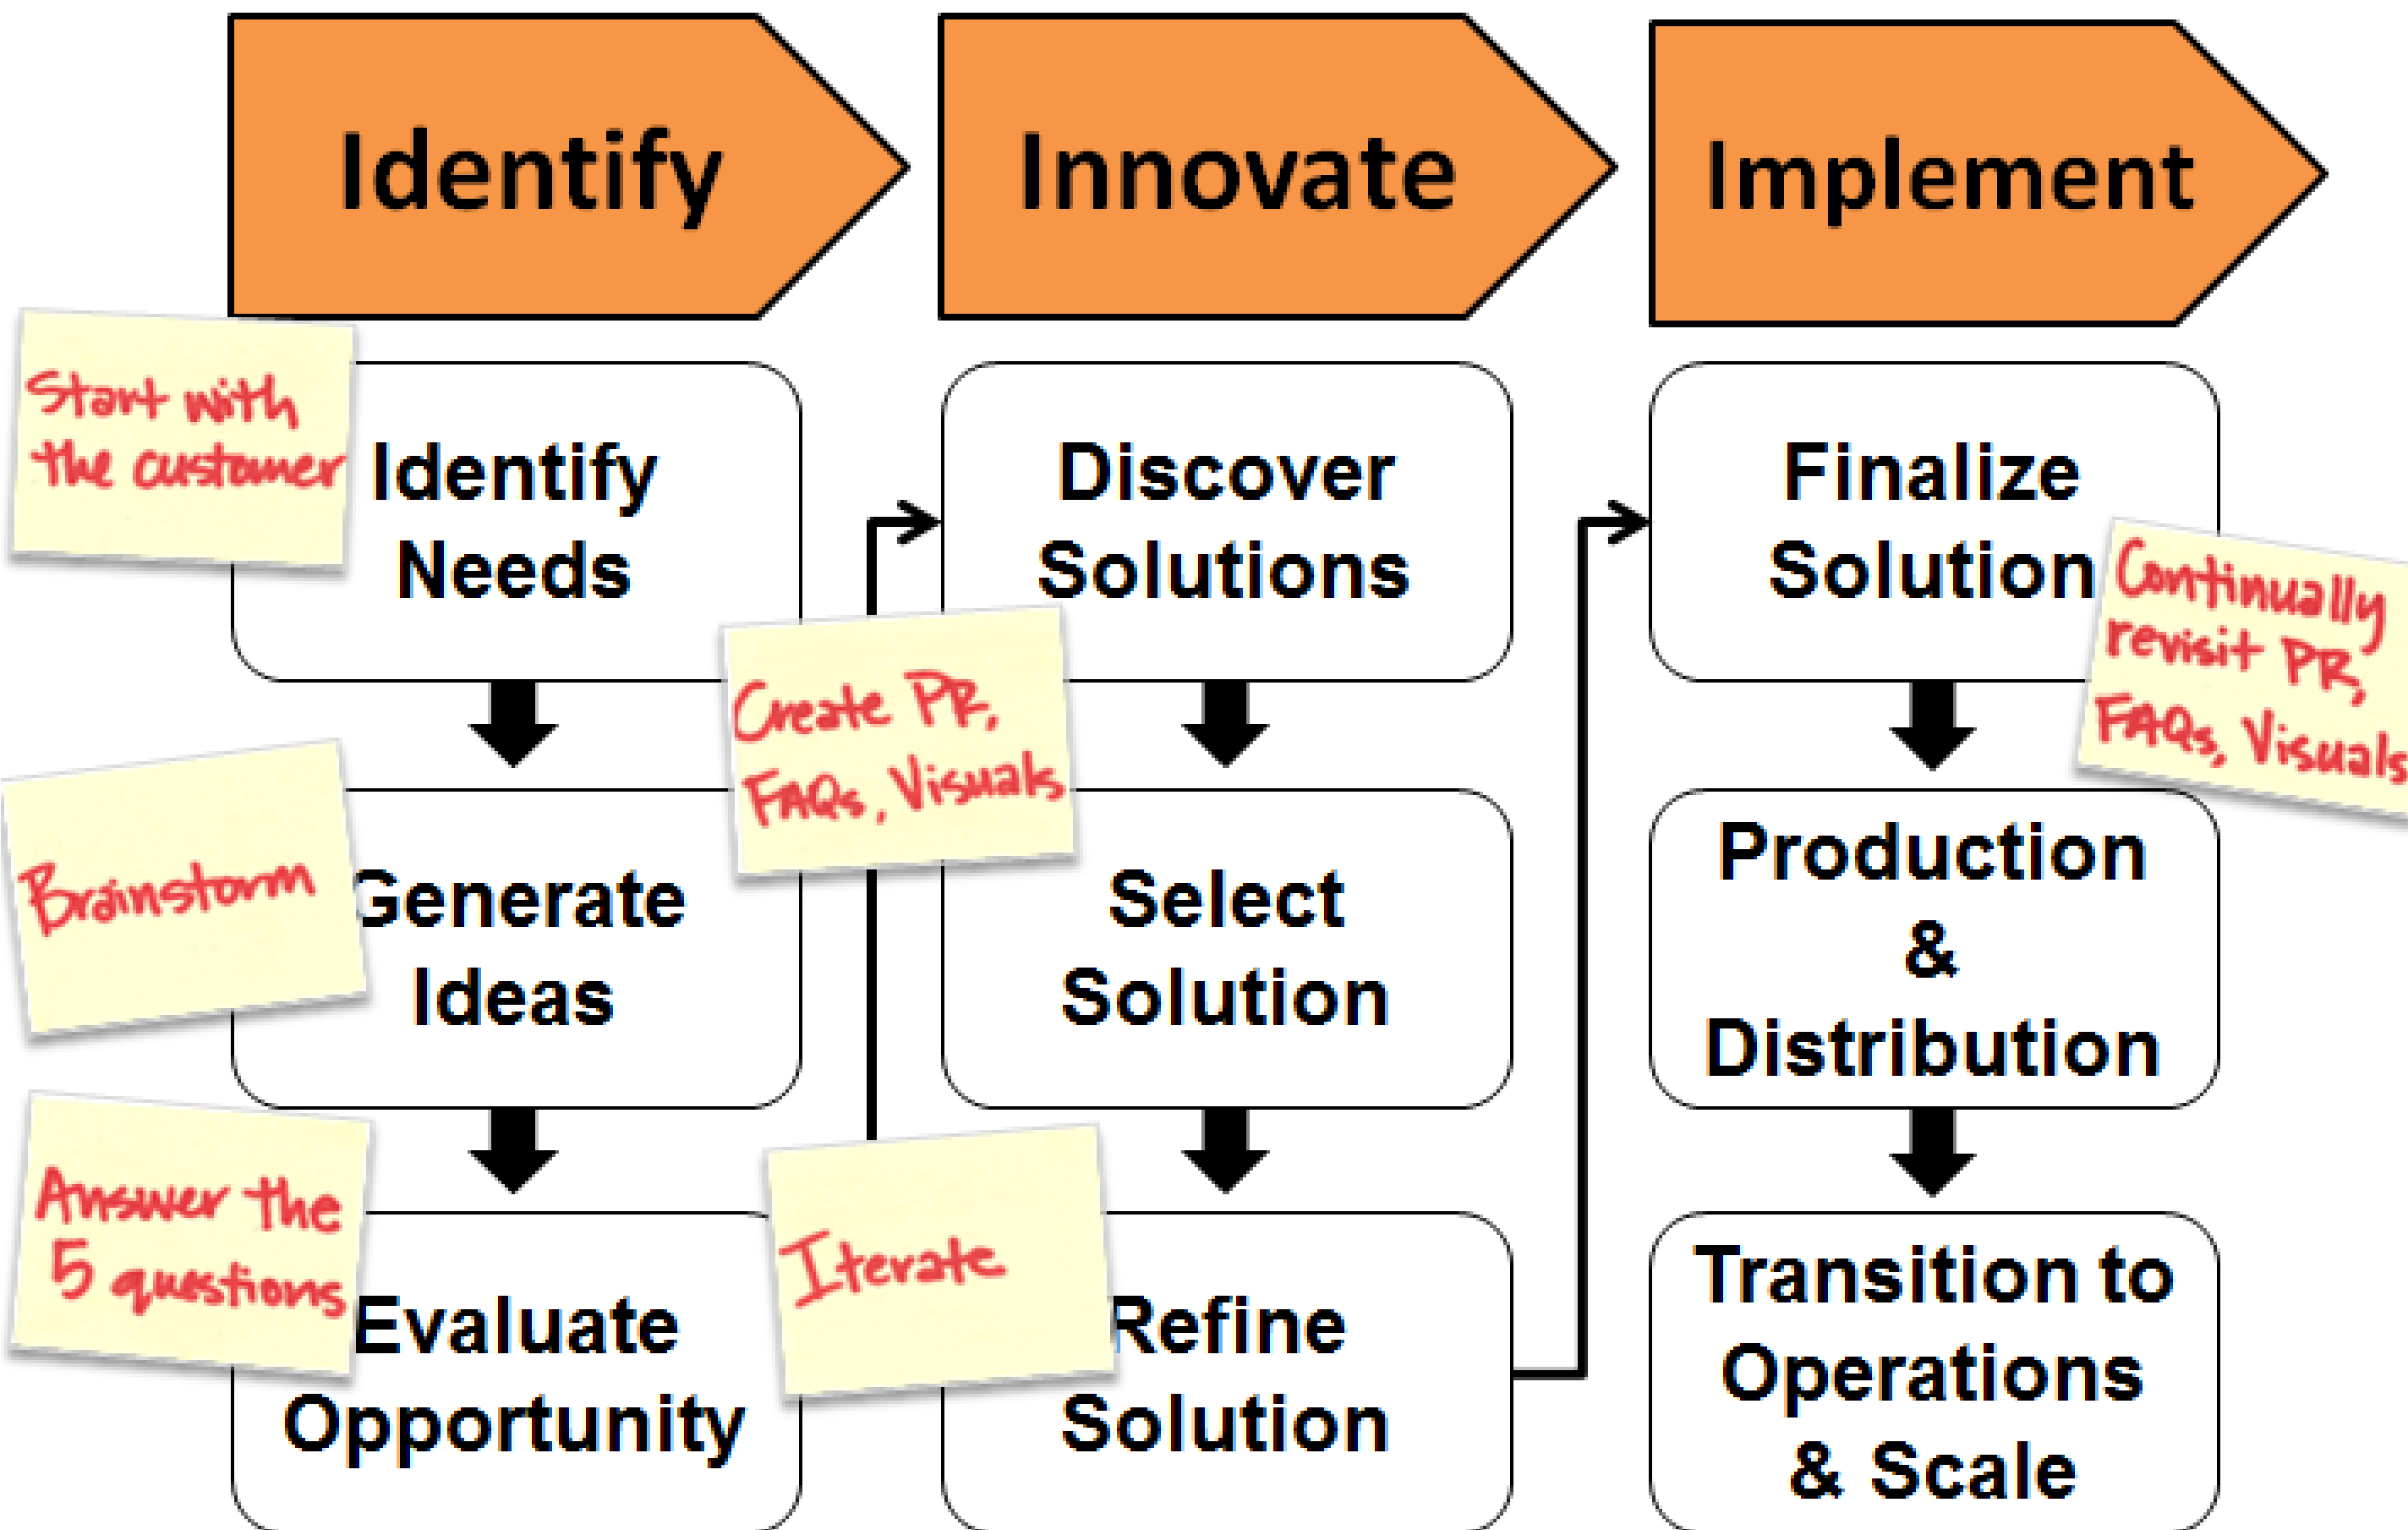 Identify
Innovate
Implement
Start with
the customer
Identify
Needs
Brainstorm
Generate
Ideas
Answer the
5 questions
Evaluate
Opportunity
Discover
Solutions
Create PR,
FAQs, Visuals
Select
Solution
Iterate
Refine
Solution
Finalize
Solution
Continually
revisit PR,
FAQs, Visuals
Production
&
Distribution
Transition to
Operations
& Scale